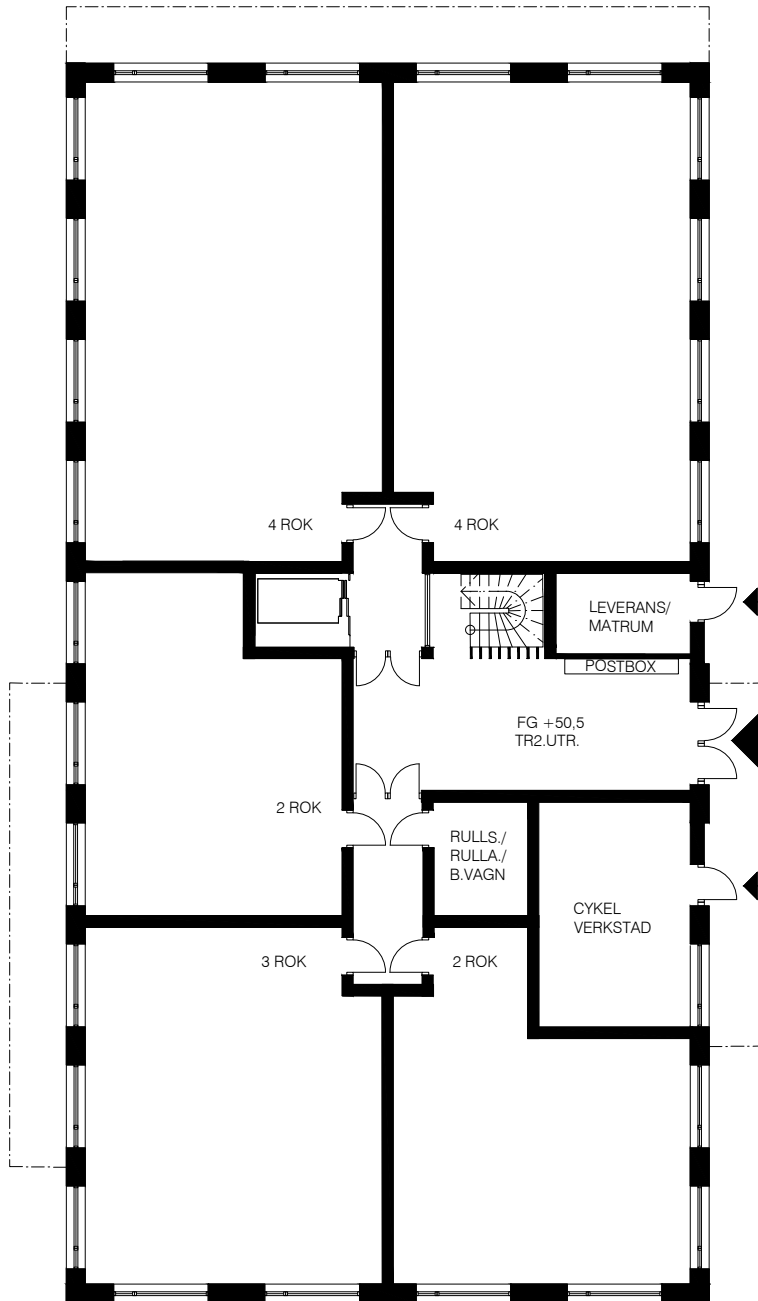 4 ROK
4 ROK
LEVERANS/
MATRUM
POSTBOX
FG +50,5
TR2.UTR.
2 ROK
RULLS./
RULLA./
B.VAGN
CYKEL
VERKSTAD
3 ROK
2 ROK